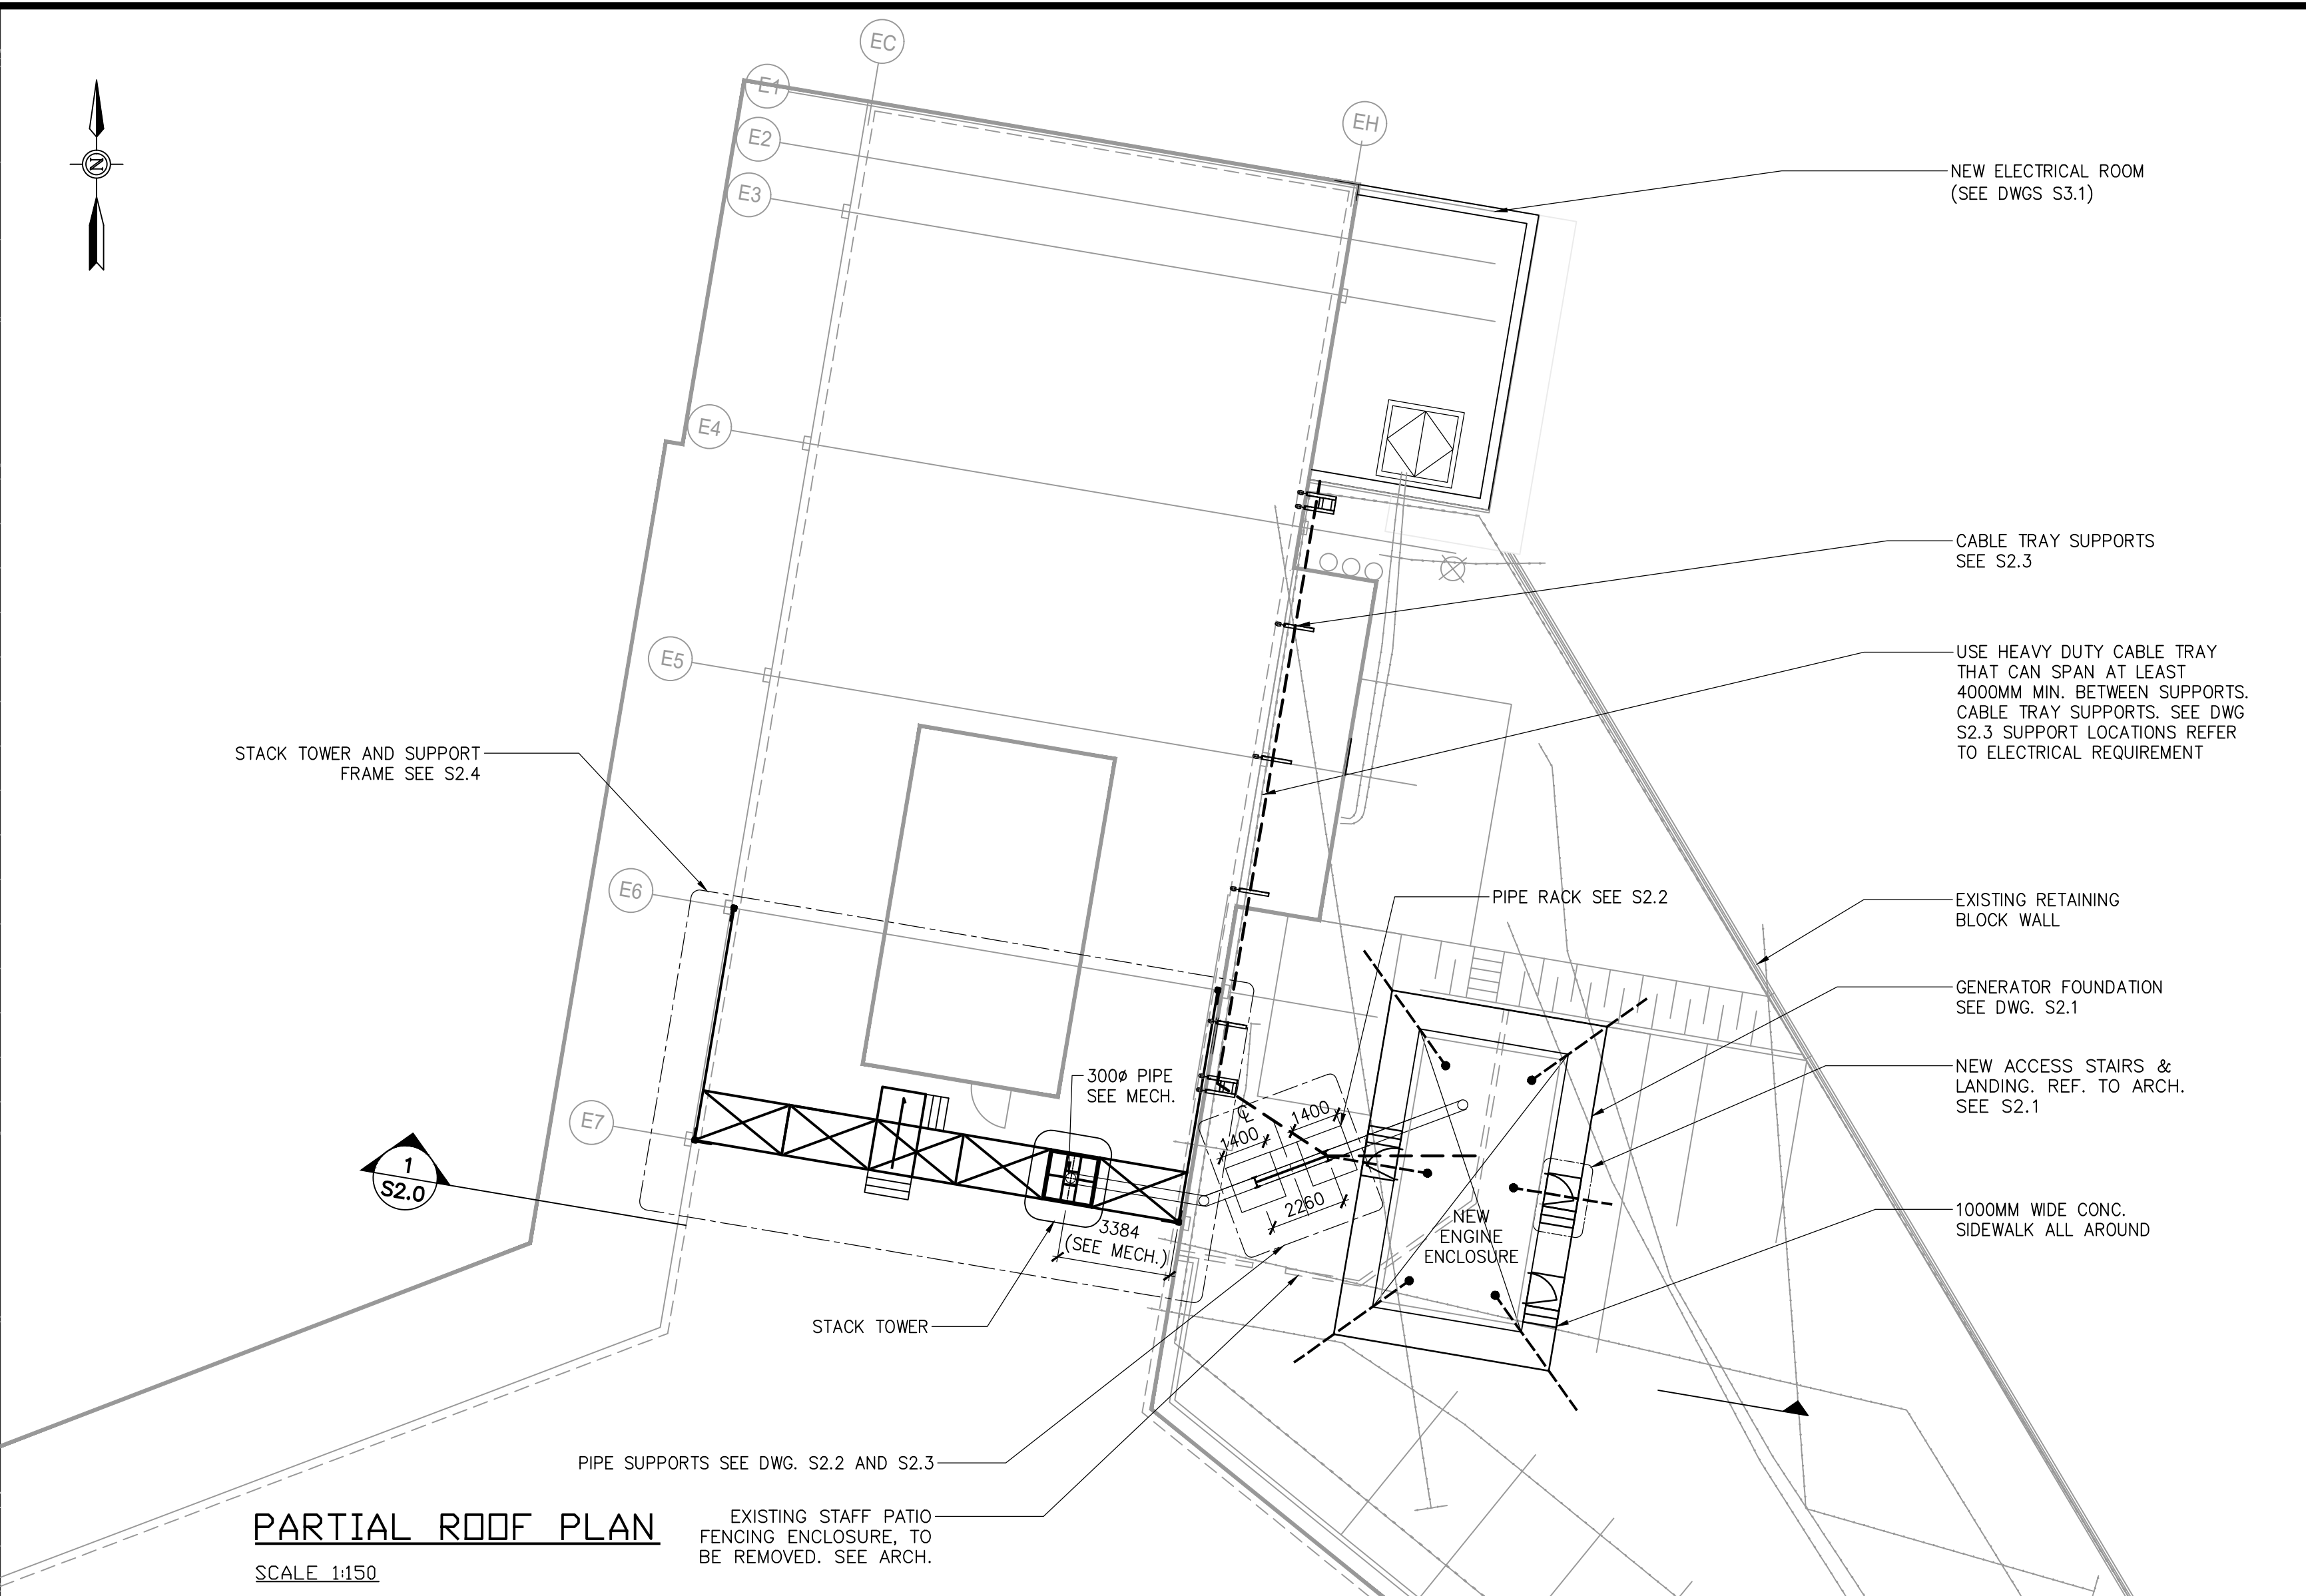 EC
E1
E2
E3
E4
E5
E6
E7
EH
N
NEW ELECTRICAL ROOM
(SEE DWGS S3.1)
CABLE TRAY SUPPORTS
SEE S2.3
USE HEAVY DUTY CABLE TRAY
THAT CAN SPAN AT LEAST
4000MM MIN. BETWEEN SUPPORTS.
CABLE TRAY SUPPORTS. SEE DWG
S2.3 SUPPORT LOCATIONS REFER
TO ELECTRICAL REQUIREMENT
STACK TOWER AND SUPPORT
FRAME SEE S2.4
PIPE RACK SEE S2.2
EXISTING RETAINING
BLOCK WALL
GENERATOR FOUNDATION
SEE DWG. S2.1
NEW ACCESS STAIRS &
LANDING. REF. TO ARCH.
SEE S2.1
1000MM WIDE CONC.
SIDEWALK ALL AROUND
300ø PIPE
SEE MECH.
℄
1400
1400
2260
3384
(SEE MECH.)
NEW
ENGINE
ENCLOSURE
1
S2.0
STACK TOWER
PIPE SUPPORTS SEE DWG. S2.2 AND S2.3
EXISTING STAFF PATIO
FENCING ENCLOSURE, TO
BE REMOVED. SEE ARCH.
PARTIAL ROOF PLAN
SCALE 1:150